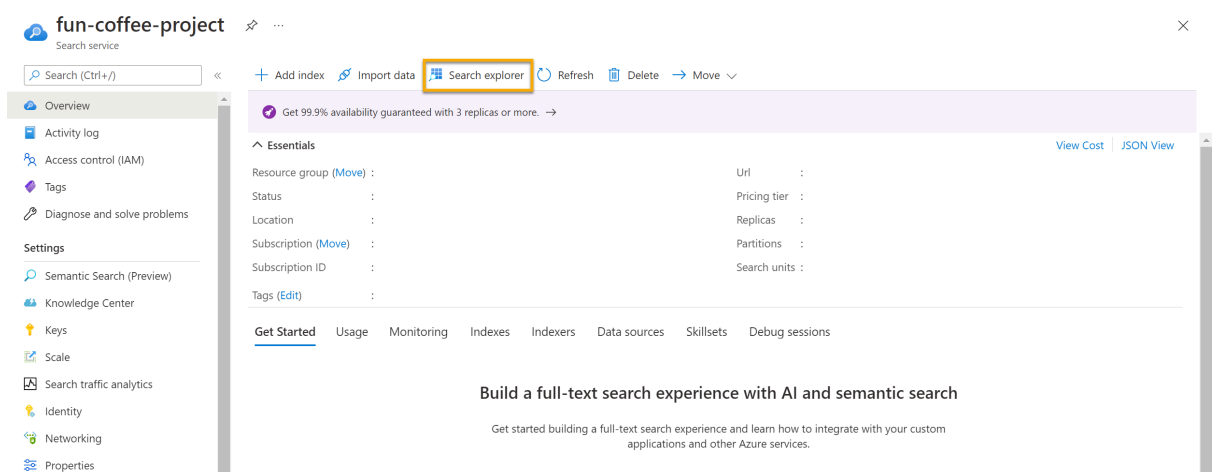 fun-coffee-project
Search service
Search (Ctrl+/)
Overview
Activity log
Access control (IAM)
Tags
Diagnose and solve problems
Settings
Semantic Search (Preview)
Knowledge Center
Keys
Scale
Search traffic analytics
Identity
Networking
Properties
Add index Import data Search explorer Refresh Delete Move
Get 99.9% availability guaranteed with 3 replicas or more. →
Essentials
View Cost JSON View
Resource group (Move) :
Status :
Location :
Subscription (Move) :
Subscription ID :
Tags (Edit) :
Url :
Pricing tier :
Replicas :
Partitions :
Search units :
Get Started Usage Monitoring Indexes Indexers Data sources Skillsets Debug sessions
Build a full-text search experience with AI and semantic search
Get started building a full-text search experience and learn how to integrate with your custom
applications and other Azure services.